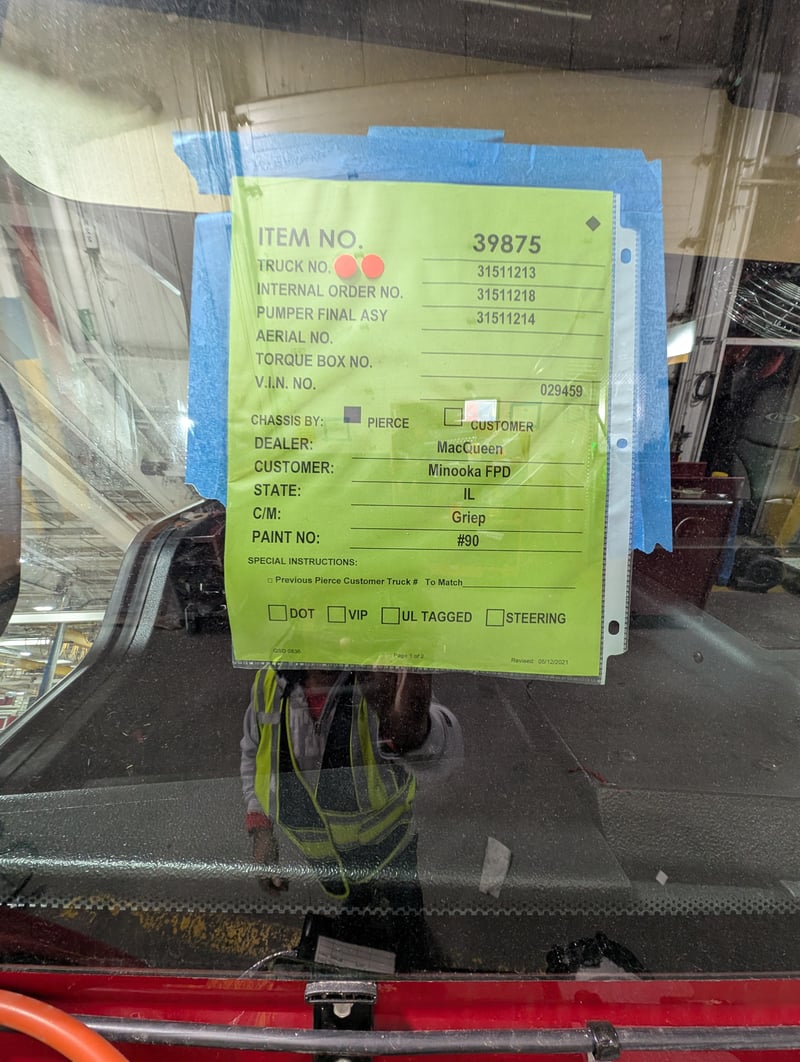 ITEM NO. 39875
TRUCK NO. 31511213
INTERNAL ORDER NO. 31511218
PUMPER FINAL ASY 31511214
AERIAL NO.
TORQUE BOX NO.
V.I.N. NO. 029459
CHASSIS BY: PIERCE CUSTOMER
DEALER: MacQueen
CUSTOMER: Minooka FPD
STATE: IL
C/M: Griep
PAINT NO: #90
SPECIAL INSTRUCTIONS:
Previous Pierce Customer Truck # To Match
DOT VIP UL TAGGED STEERING
Page 1 of 2 Revised: 05/12/2021